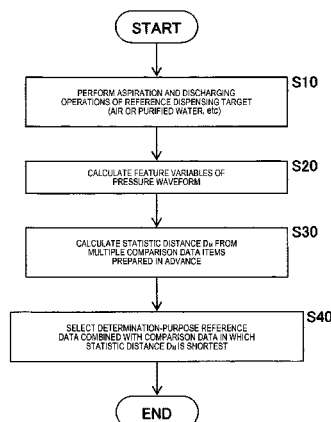 START
S10
PERFORM ASPIRATION AND DISCHARGING
OPERATIONS OF REFERENCE DISPENSING TARGET
(AIR OR PURIFIED WATER, etc)
S20
CALCULATE FEATURE VARIABLES OF
PRESSURE WAVEFORM
S30
CALCULATE STATISTIC DISTANCE DM FROM
MULTIPLE COMPARISON DATA ITEMS
PREPARED IN ADVANCE
S40
SELECT DETERMINATION-PURPOSE REFERENCE
DATA COMBINED WITH COMPARISON DATA IN WHICH
STATISTIC DISTANCE DM IS SHORTEST
END